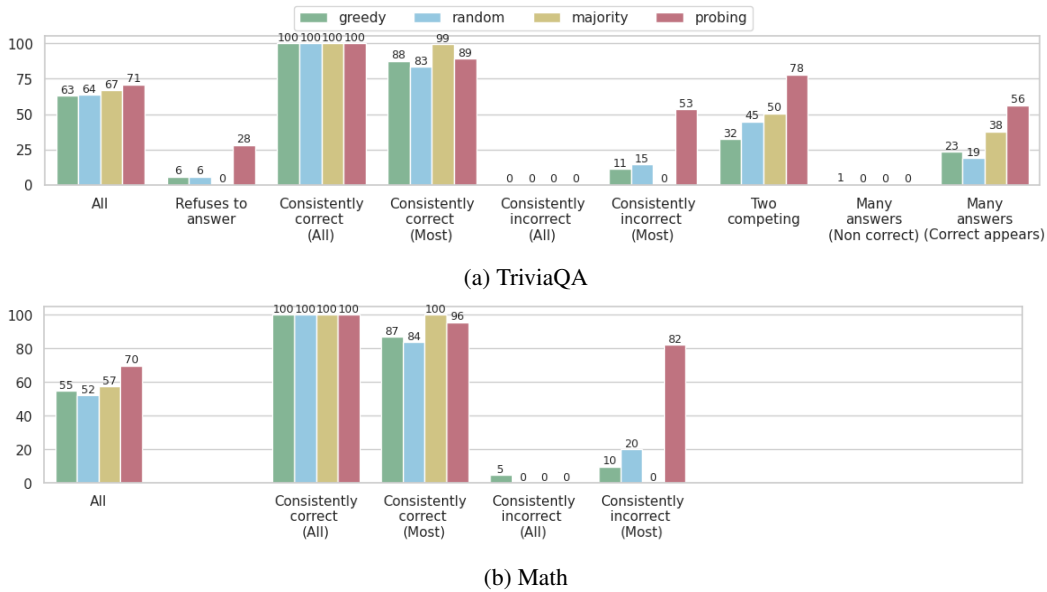 greedy random majority probing
100
75
50
25
0
63 64 67 71
6 6 0 28
100 100 100 100
88 83 99 89
0 0 0 0
11 15 0 53
32 45 50 78
1 0 0 0
23 19 38 56
All
Refuses to
answer
Consistently
correct
(All)
Consistently
correct
(Most)
Consistently
incorrect
(All)
Consistently
incorrect
(Most)
Two
competing
Many
answers
(Non correct)
Many
answers
(Correct appears)
(a) TriviaQA
100
80
60
40
20
0
55 52 57 70
100 100 100 100
87 84 100 96
5 0 0 0
10 20 0 82
All
Consistently
correct
(All)
Consistently
correct
(Most)
Consistently
incorrect
(All)
Consistently
incorrect
(Most)
(b) Math